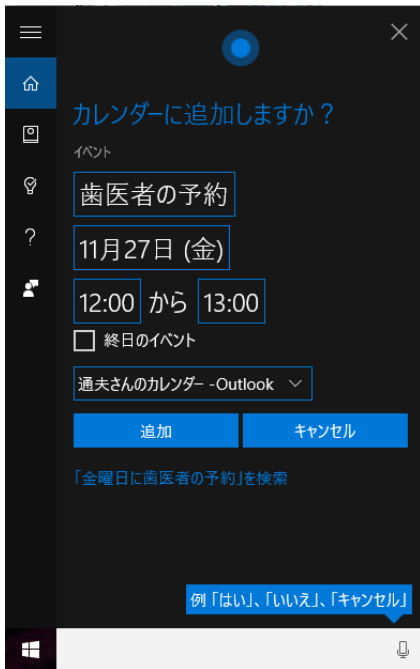 カレンダーに追加しますか？
イベント
歯医者の予約
11月27日 (金)
12:00 から 13:00
終日のイベント
通夫さんのカレンダー -Outlook
追加 キャンセル
「金曜日に歯医者の予約」を検索
例 「はい」、「いいえ」、「キャンセル」